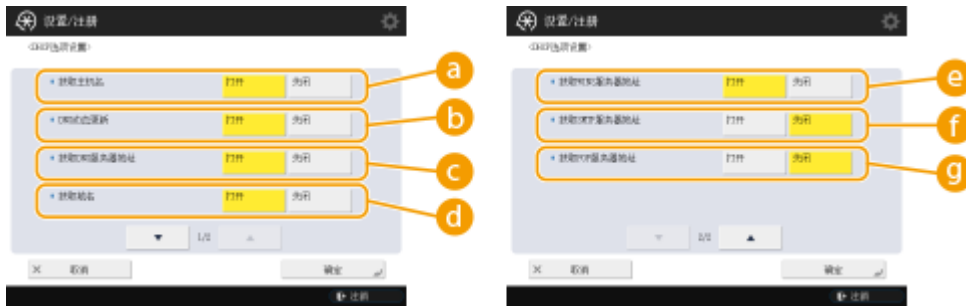 设置/注册
<DHCP选项设置>
获取主机名 打开 关闭
DNS动态更新 打开 关闭
获取DNS服务器地址 打开 关闭
获取域名 打开 关闭
▼ 1/2 ▲
× 取消 确定
注销
a
b
c
d
设置/注册
<DHCP选项设置>
获取WINS服务器地址 打开 关闭
获取SMTP服务器地址 打开 关闭
获取POP服务器地址 打开 关闭
▼ 2/2 ▲
× 取消 确定
注销
e
f
g